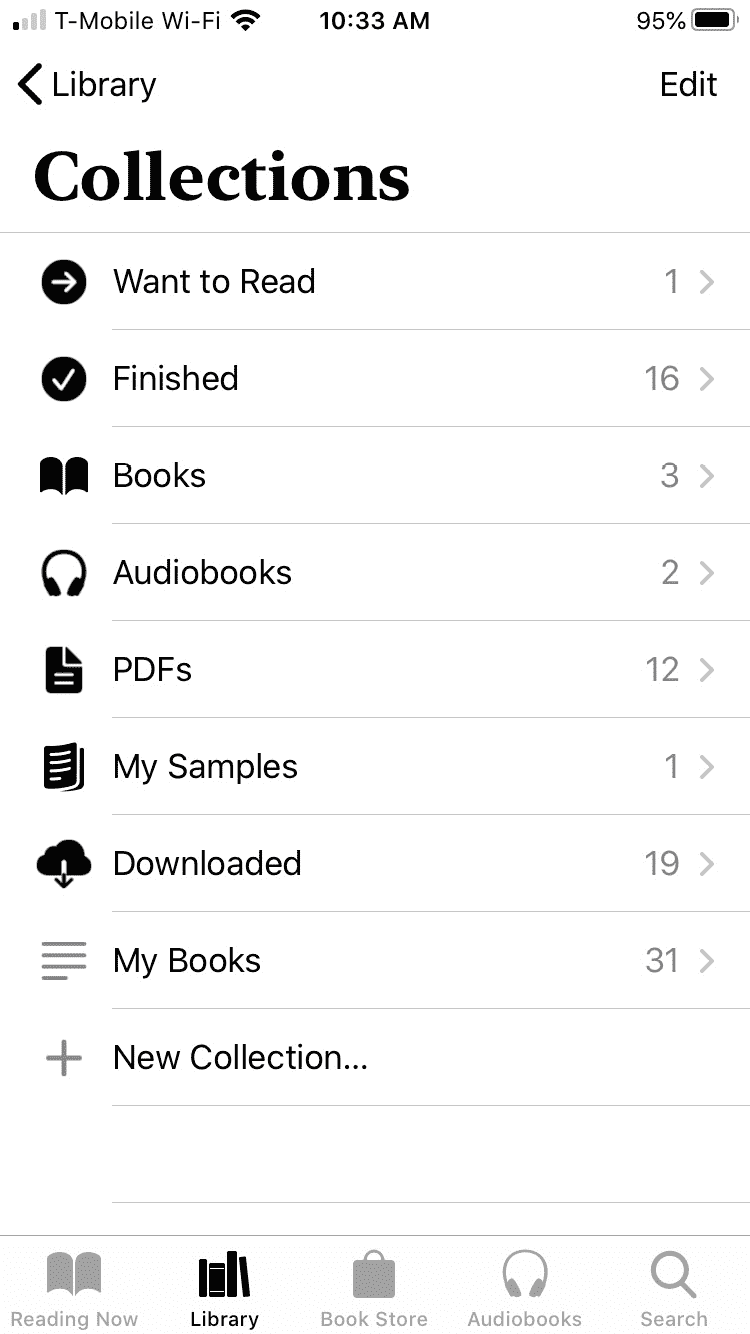 T-Mobile Wi-Fi 10:33 AM 95%
Library Edit
Collections
Want to Read 1
Finished 16
Books 3
Audiobooks 2
PDFs 12
My Samples 1
Downloaded 19
My Books 31
New Collection...
Reading Now Library Book Store Audiobooks Search